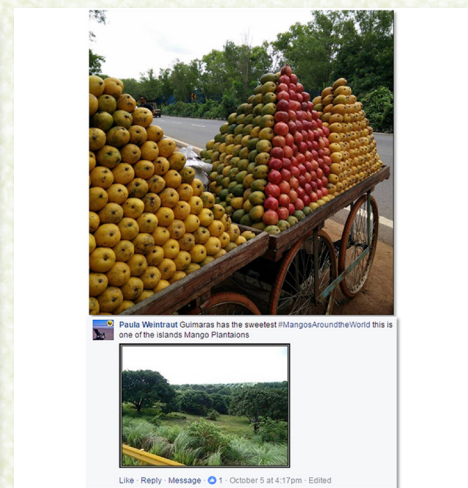 Paula Weintraut Guimaras has the sweetest #MangosAroundtheWorld this is
one of the islands Mango Plantaions
Like · Reply · Message · 1 · October 5 at 4:17pm · Edited